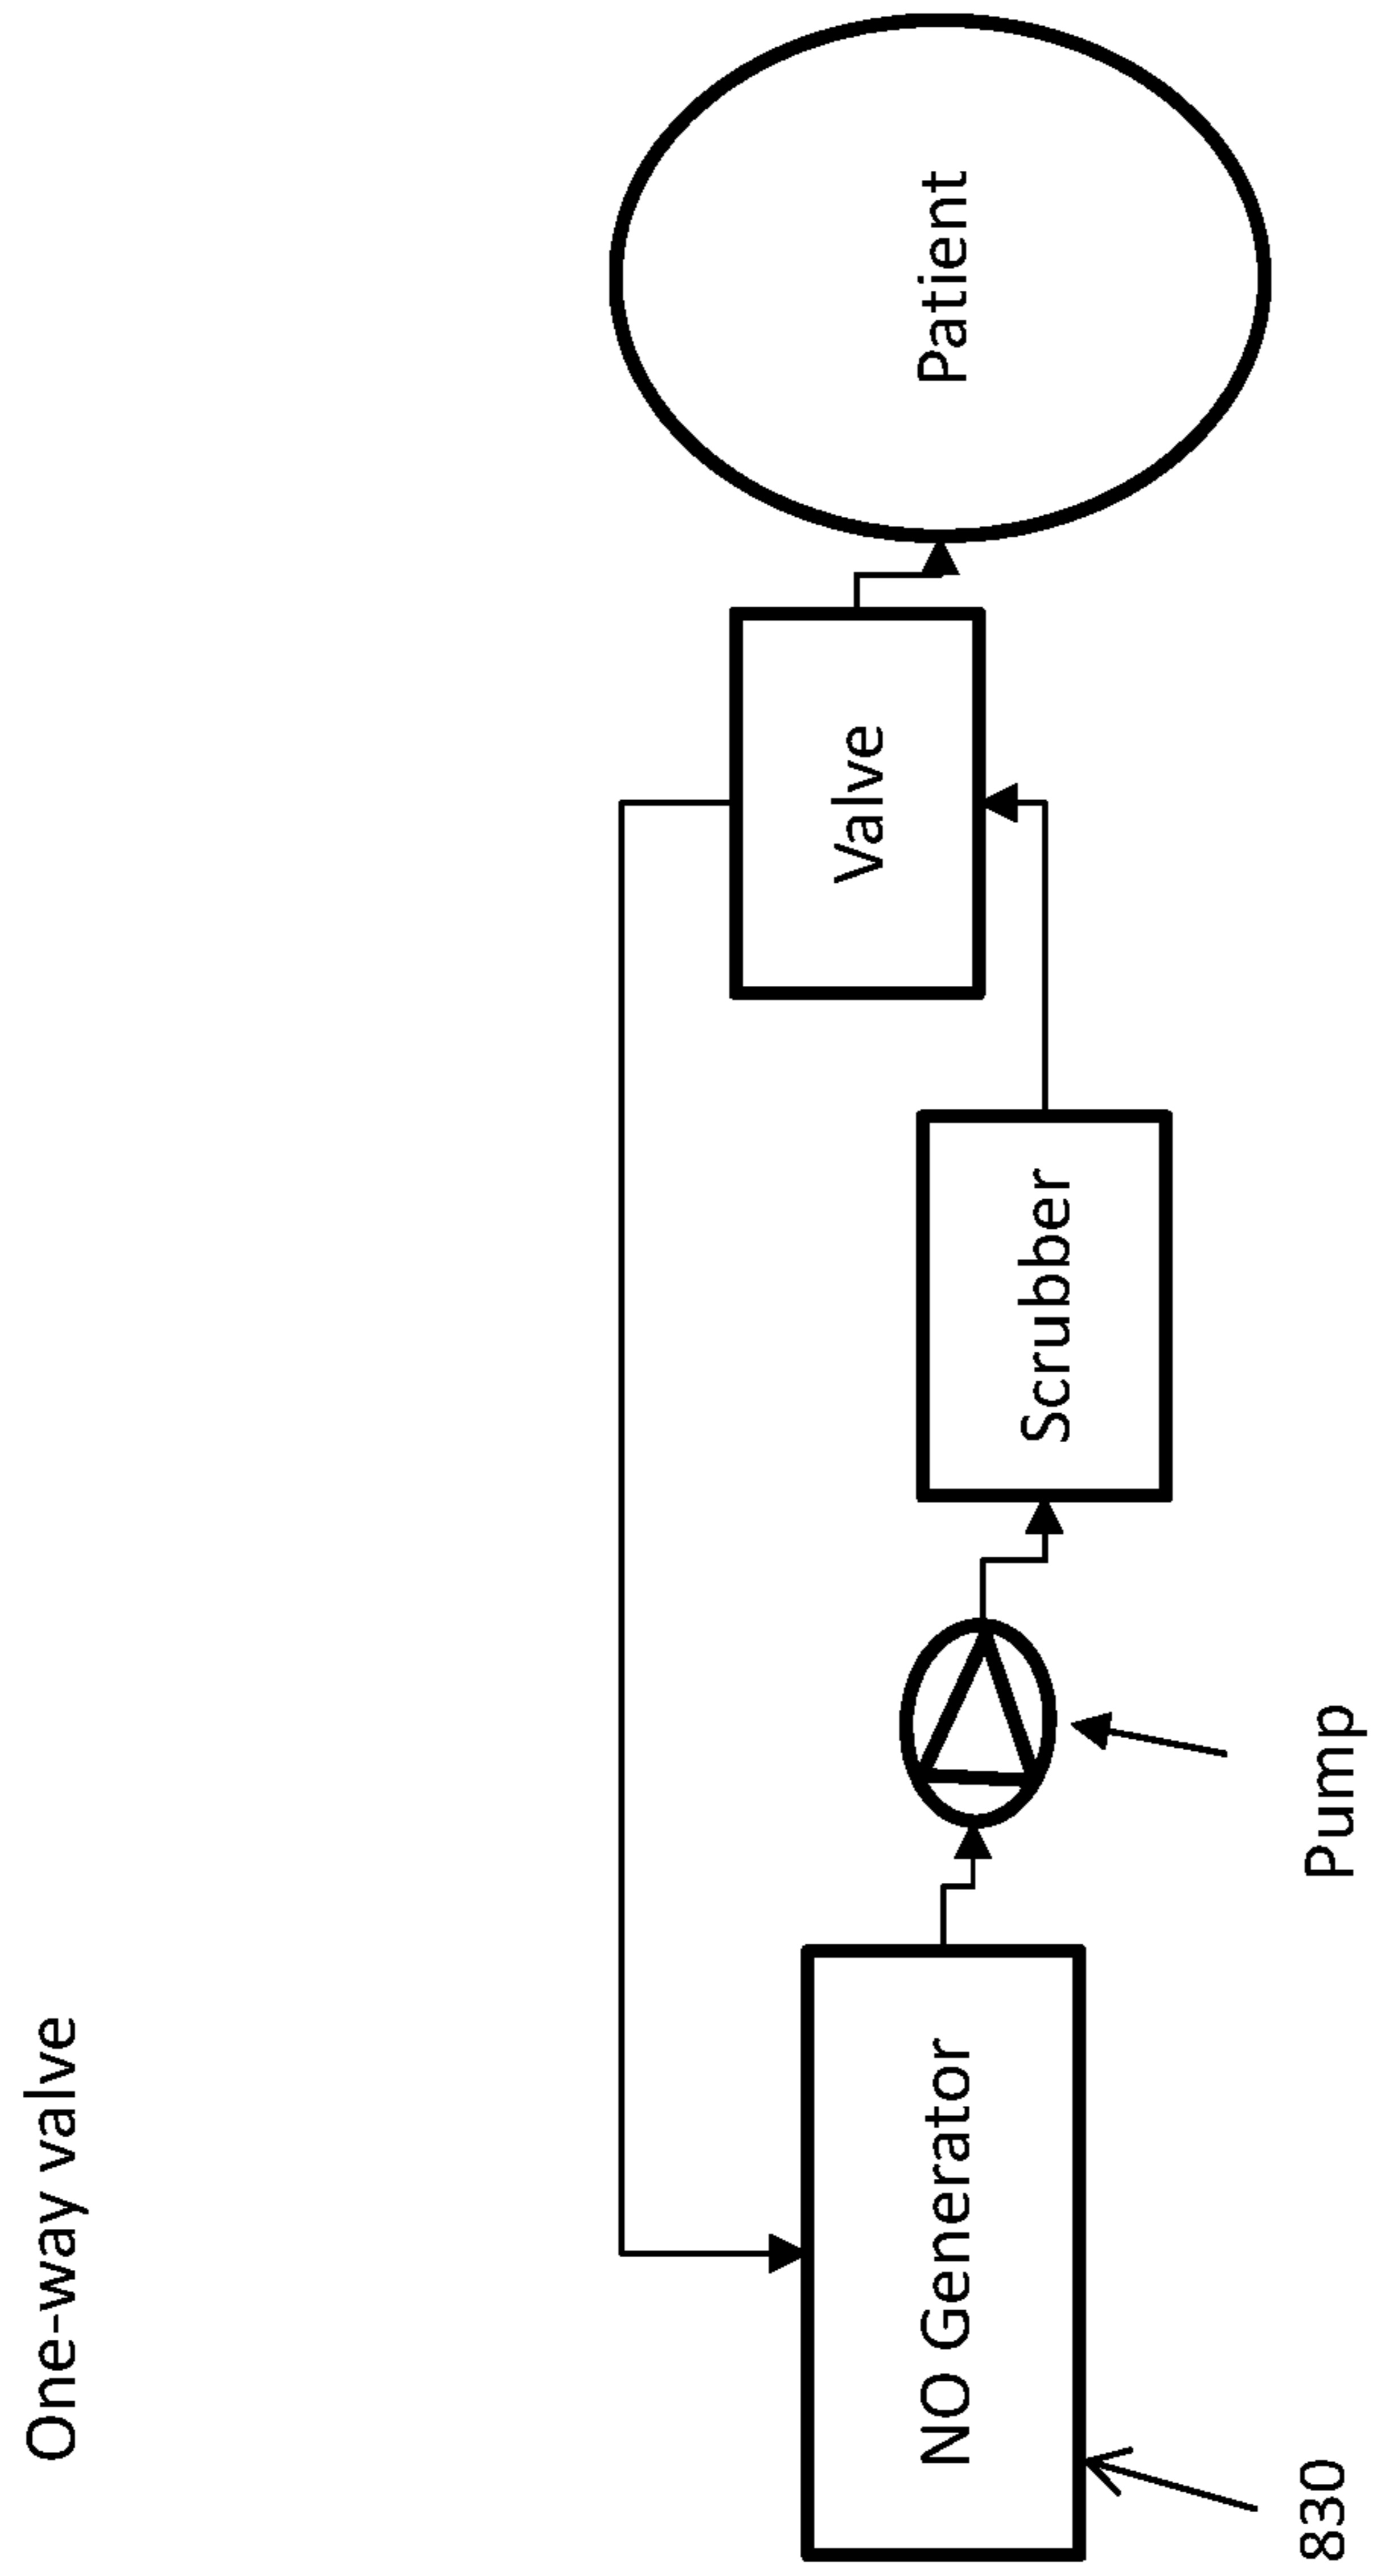 One-way valve
NO Generator
Scrubber
Valve
Patient
830
Pump